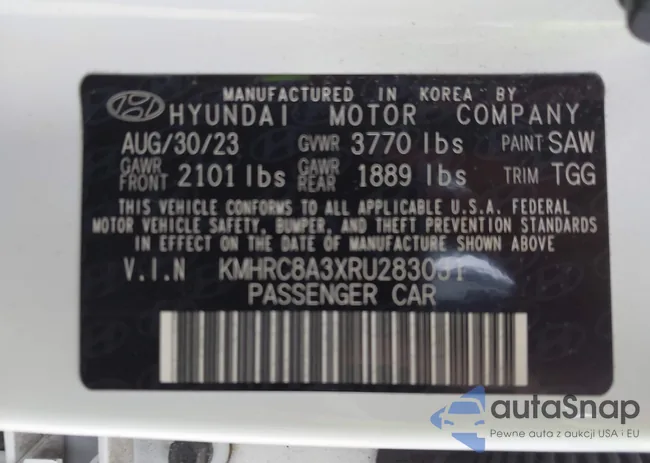 MANUFACTURED IN KOREA BY
HYUNDAI MOTOR COMPANY
AUG/30/23 GVWR 3770 lbs PAINT SAW
GAWR FRONT 2101 lbs GAWR REAR 1889 lbs TRIM TGG
THIS VEHICLE CONFORMS TO ALL APPLICABLE U.S.A. FEDERAL
MOTOR VEHICLE SAFETY, BUMPER, AND THEFT PREVENTION STANDARDS
IN EFFECT ON THE DATE OF MANUFACTURE SHOWN ABOVE
V.I.N KMHRC8A3XRU283031
PASSENGER CAR
autoSnap
Pewne auta z aukcji USA i EU